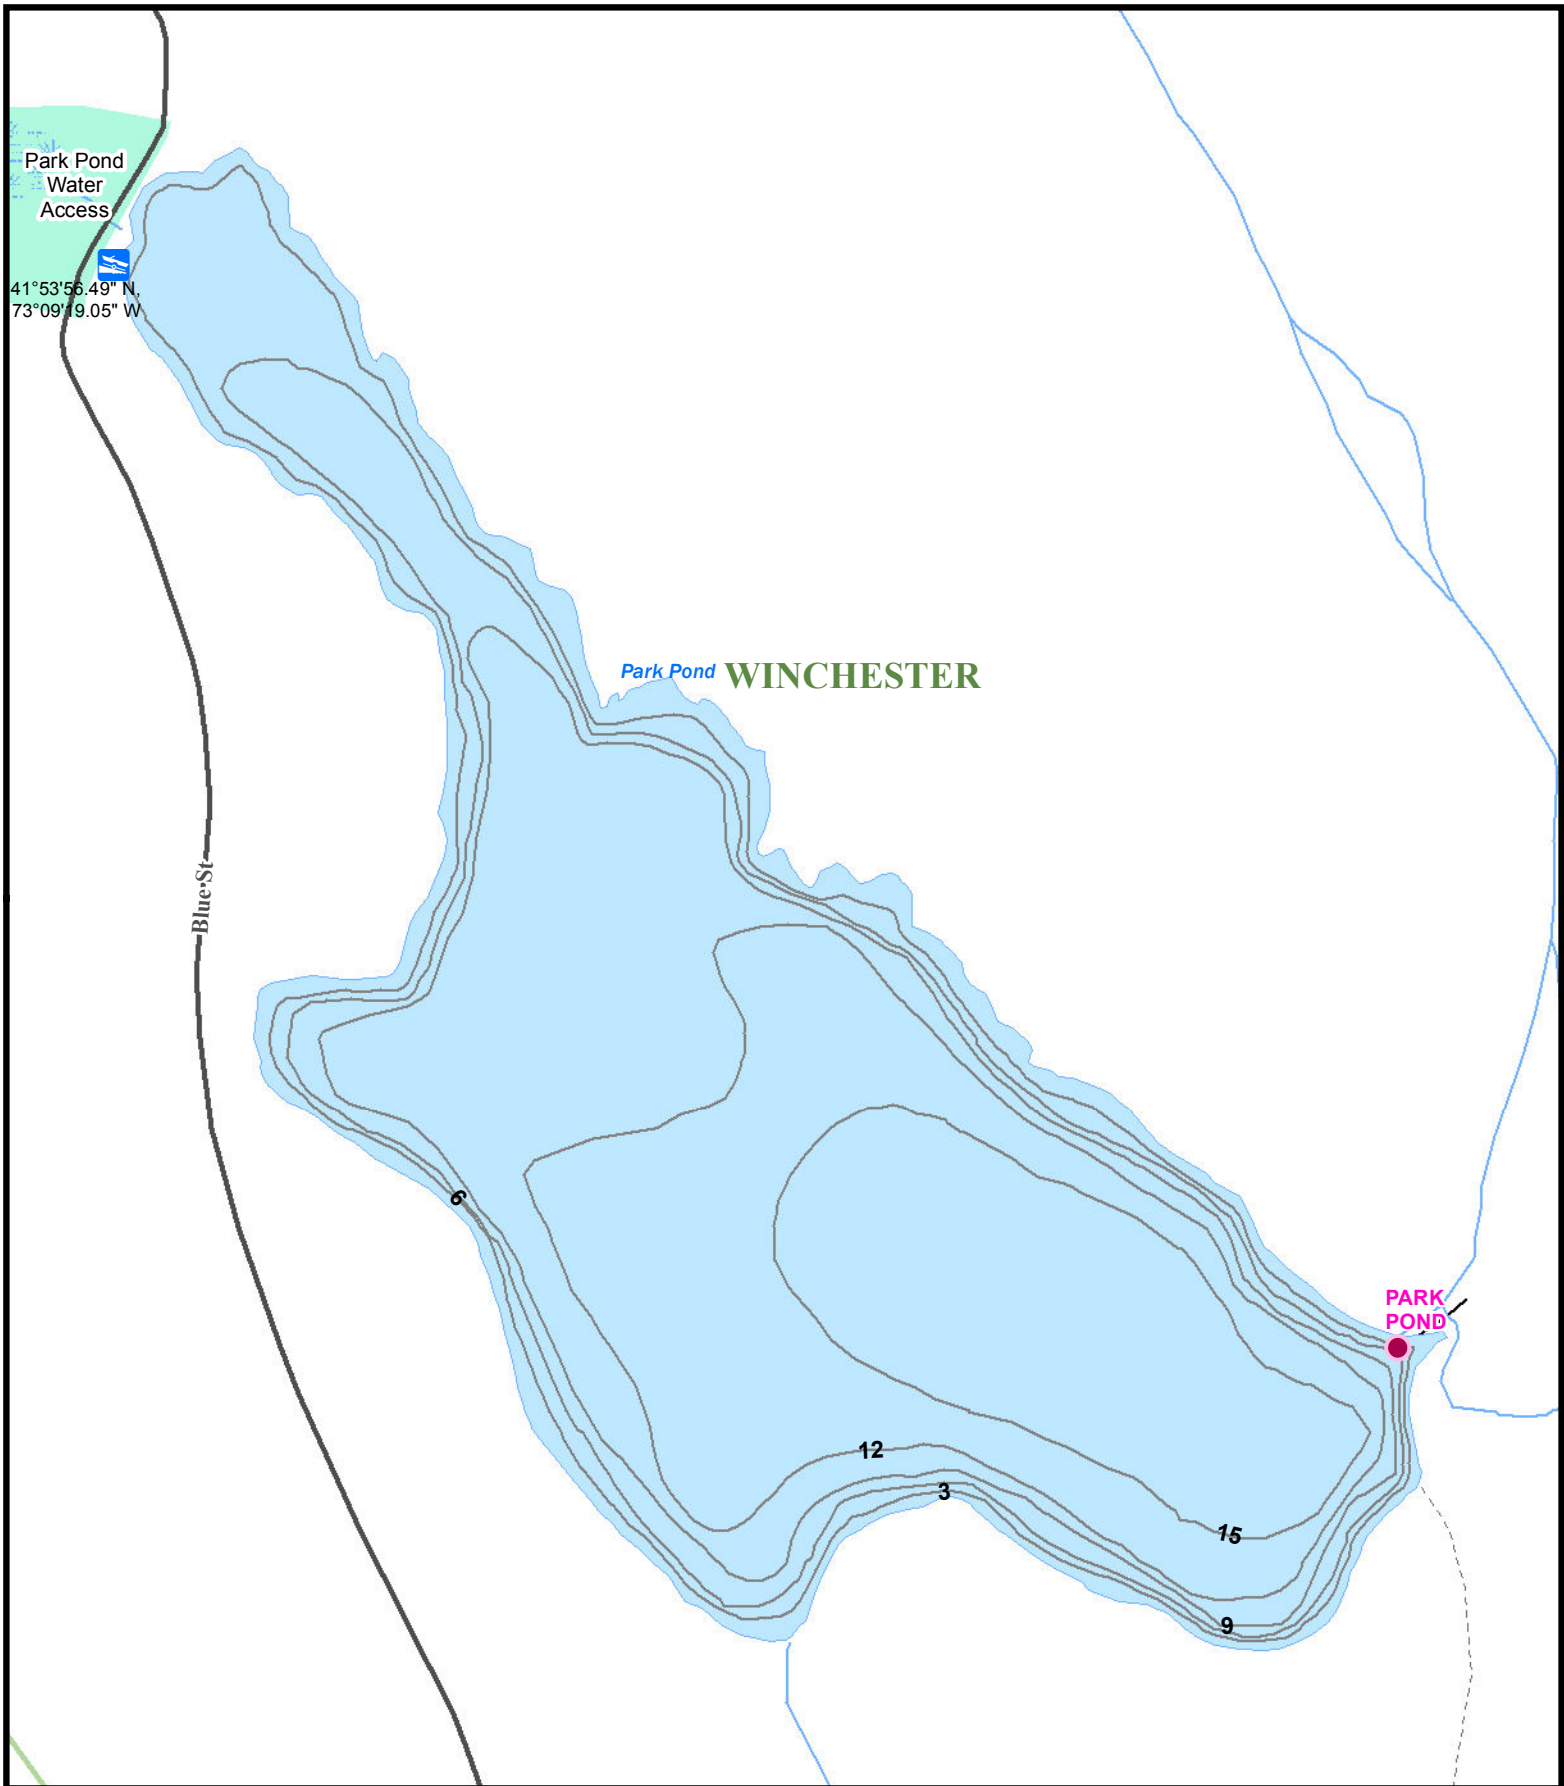 Park Pond
Water
Access
41°53'56.49" N,
73°09'19.05" W
Park Pond
WINCHESTER
Blue St
6
PARK
POND
12
3
15
9